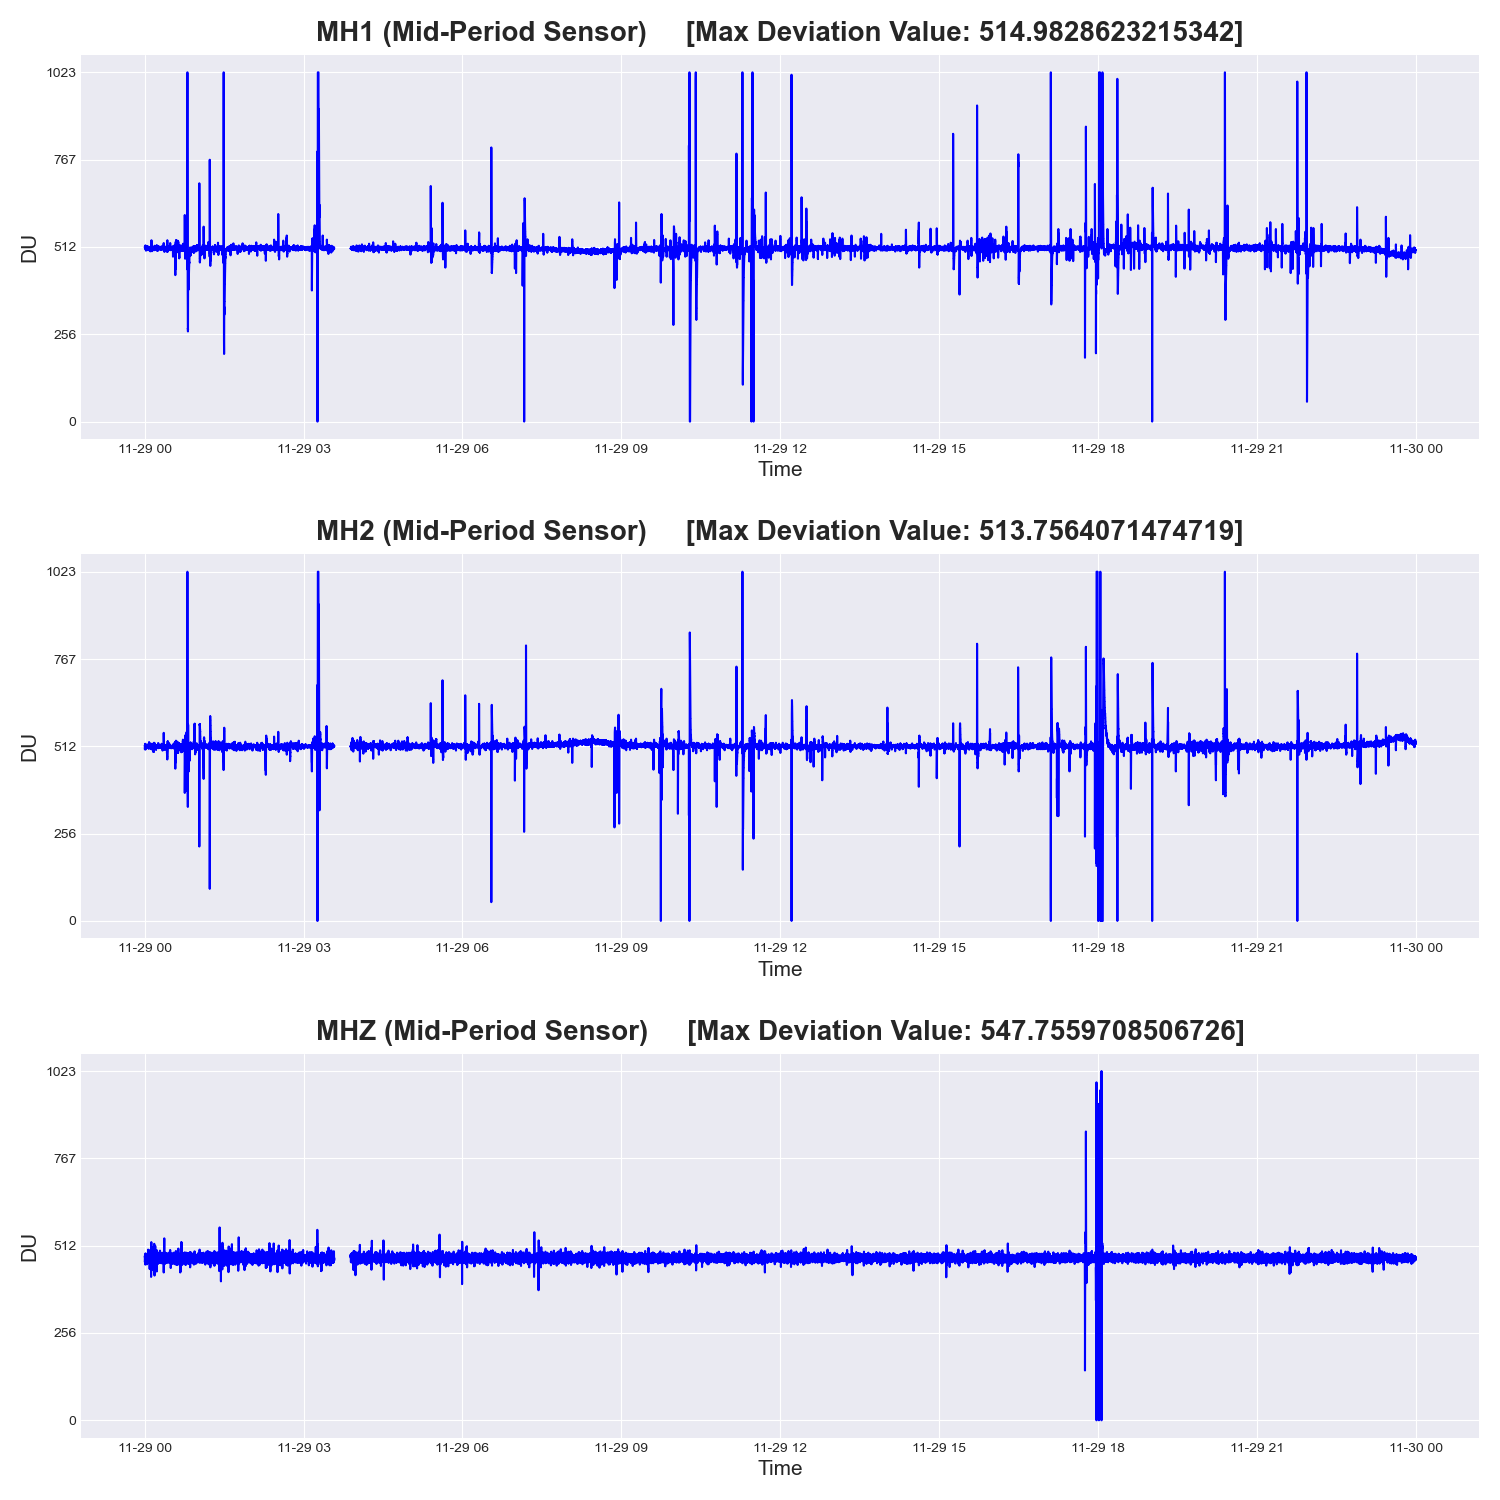 MH1 (Mid-Period Sensor) [Max Deviation Value: 514.9828623215342]
1023
767
512
256
0
DU
11-29 00 11-29 03 11-29 06 11-29 09 11-29 12 11-29 15 11-29 18 11-29 21 11-30 00
Time
MH2 (Mid-Period Sensor) [Max Deviation Value: 513.7564071474719]
1023
767
512
256
0
DU
11-29 00 11-29 03 11-29 06 11-29 09 11-29 12 11-29 15 11-29 18 11-29 21 11-30 00
Time
MHZ (Mid-Period Sensor) [Max Deviation Value: 547.7559708506726]
1023
767
512
256
0
DU
11-29 00 11-29 03 11-29 06 11-29 09 11-29 12 11-29 15 11-29 18 11-29 21 11-30 00
Time